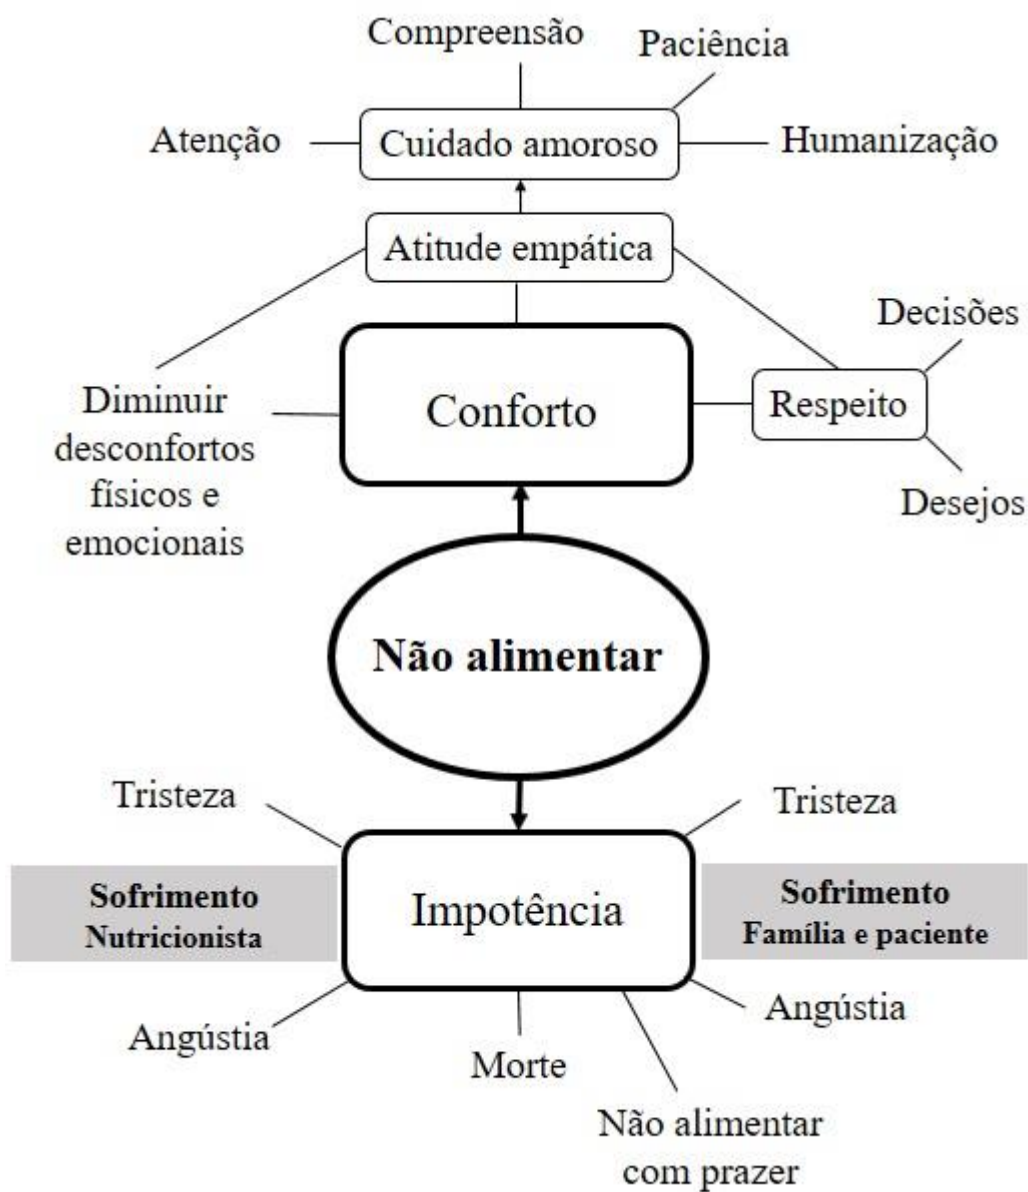 Compreensão
Paciência
Atenção
Cuidado amoroso
Humanização
Atitude empática
Decisões
Diminuir
desconfortos
físicos e
emocionais
Conforto
Respeito
Desejos
Não alimentar
Tristeza
Tristeza
Sofrimento
Nutricionista
Impotência
Sofrimento
Família e paciente
Angústia
Morte
Angústia
Não alimentar
com prazer